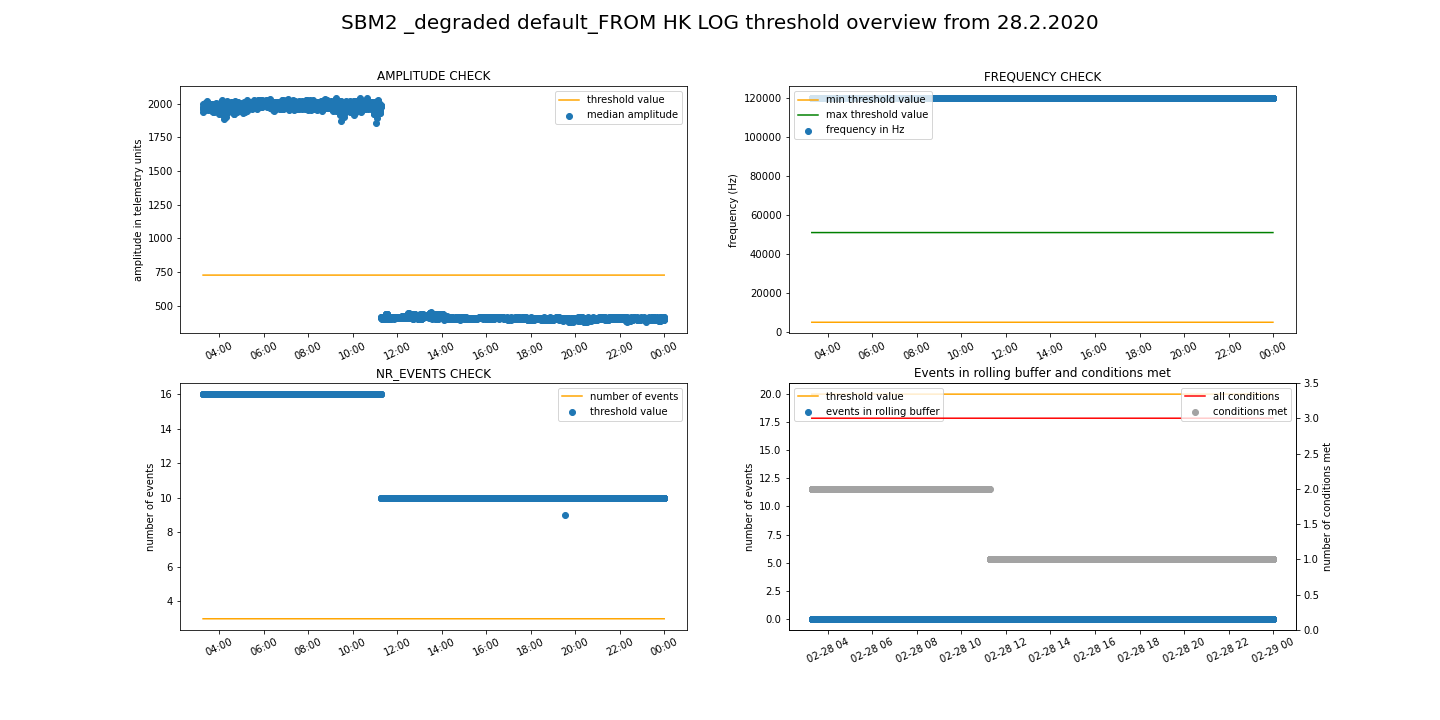 SBM2 _degraded default_FROM HK LOG threshold overview from 28.2.2020
AMPLITUDE CHECK
amplitude in telemetry units
2000
1750
1500
1250
1000
750
500
threshold value
median amplitude
04:00 06:00 08:00 10:00 12:00 14:00 16:00 18:00 20:00 22:00 00:00
FREQUENCY CHECK
frequency (Hz)
120000
100000
80000
60000
40000
20000
0
min threshold value
max threshold value
frequency in Hz
04:00 06:00 08:00 10:00 12:00 14:00 16:00 18:00 20:00 22:00 00:00
NR_EVENTS CHECK
number of events
16
14
12
10
8
6
4
number of events
threshold value
04:00 06:00 08:00 10:00 12:00 14:00 16:00 18:00 20:00 22:00 00:00
Events in rolling buffer and conditions met
number of events
20.0
17.5
15.0
12.5
10.0
7.5
5.0
2.5
0.0
threshold value
events in rolling buffer
all conditions
conditions met
3.5
3.0
2.5
2.0
1.5
1.0
0.5
0.0
number of conditions met
02-28 04 02-28 06 02-28 08 02-28 10 02-28 12 02-28 14 02-28 16 02-28 18 02-28 20 02-28 22 02-29 00